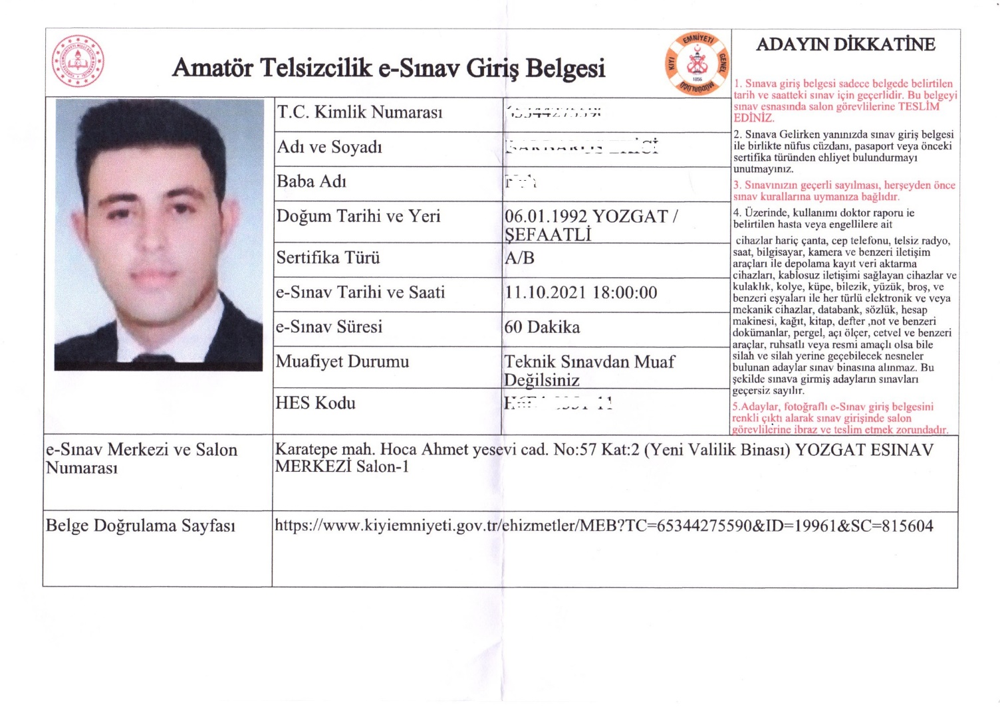 Amatör Telsizcilik e-Sınav Giriş Belgesi
KIYI EMNİYETİ GENEL MÜDÜRLÜĞÜ
1856
T.C. Kimlik Numarası
Adı ve Soyadı
Baba Adı
Doğum Tarihi ve Yeri
06.01.1992 YOZGAT /
ŞEFAATLİ
Sertifika Türü
A/B
e-Sınav Tarihi ve Saati
11.10.2021 18:00:00
e-Sınav Süresi
60 Dakika
Muafiyet Durumu
Teknik Sınavdan Muaf
Değilsiniz
HES Kodu
ADAYIN DİKKATİNE
1. Sınava giriş belgesi sadece belgede belirtilen
tarih ve saatteki sınav için geçerlidir. Bu belgeyi
sınav esnasında salon görevlilerine TESLİM
EDİNİZ.
2. Sınava Gelirken yanınızda sınav giriş belgesi
ile birlikte nüfus cüzdanı, pasaport veya önceki
sertifika türünden ehliyet bulundurmayı
unutmayınız.
3. Sınavınızın geçerli sayılması, herşeyden önce
sınav kurallarına uymanıza bağlıdır.
4. Üzerinde, kullanımı doktor raporu ie
belirtilen hasta veya engellilere ait
cihazlar hariç çanta, cep telefonu, telsiz radyo,
saat, bilgisayar, kamera ve benzeri iletişim
araçları ile depolama kayıt veri aktarma
cihazları, kablosuz iletişimi sağlayan cihazlar ve
kulaklık, kolye, küpe, bilezik, yüzük, broş, ve
benzeri eşyaları ile her türlü elektronik ve veya
mekanik cihazlar, databank, sözlük, hesap
makinesi, kağıt, kitap, defter ,not ve benzeri
dokümanlar, pergel, açı ölçer, cetvel ve benzeri
araçlar, ruhsatlı veya resmi amaçlı olsa bile
silah ve silah yerine geçebilecek nesneler
bulunan adaylar sınav binasına alınmaz. Bu
şekilde sınava girmiş adayların sınavları
geçersiz sayılır.
5.Adaylar, fotoğraflı e-Sınav giriş belgesini
renkli çıktı alarak sınav girişinde salon
görevlilerine ibraz ve teslim etmek zorundadır.
e-Sınav Merkezi ve Salon
Numarası
Karatepe mah. Hoca Ahmet yesevi cad. No:57 Kat:2 (Yeni Valilik Binası) YOZGAT ESINAV
MERKEZİ Salon-1
Belge Doğrulama Sayfası
https://www.kiyiemniyeti.gov.tr/ehizmetler/MEB?TC=65344275590&ID=19961&SC=815604